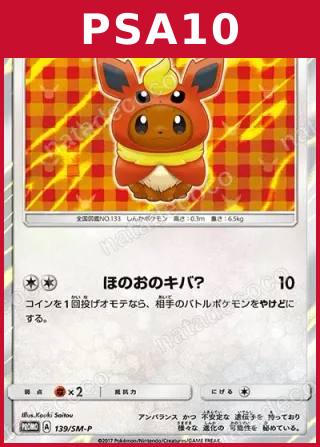 PSA10
全国図鑑NO.133 しんかポケモン 高さ：0.3m 重さ：6.5kg
ほのおのキバ? 10
コインを1回投げオモテなら、相手のバトルポケモンをやけどに
する。
弱点 ×2 抵抗力 にげる
Illus.Kouki Saitou
PROMO A 139/SM-P
アンバランス かつ 不安定な 遺伝子を 持っており
様々な 進化の 可能性を 秘めている。
©2017 Pokémon/Nintendo/Creatures/GAME FREAK.